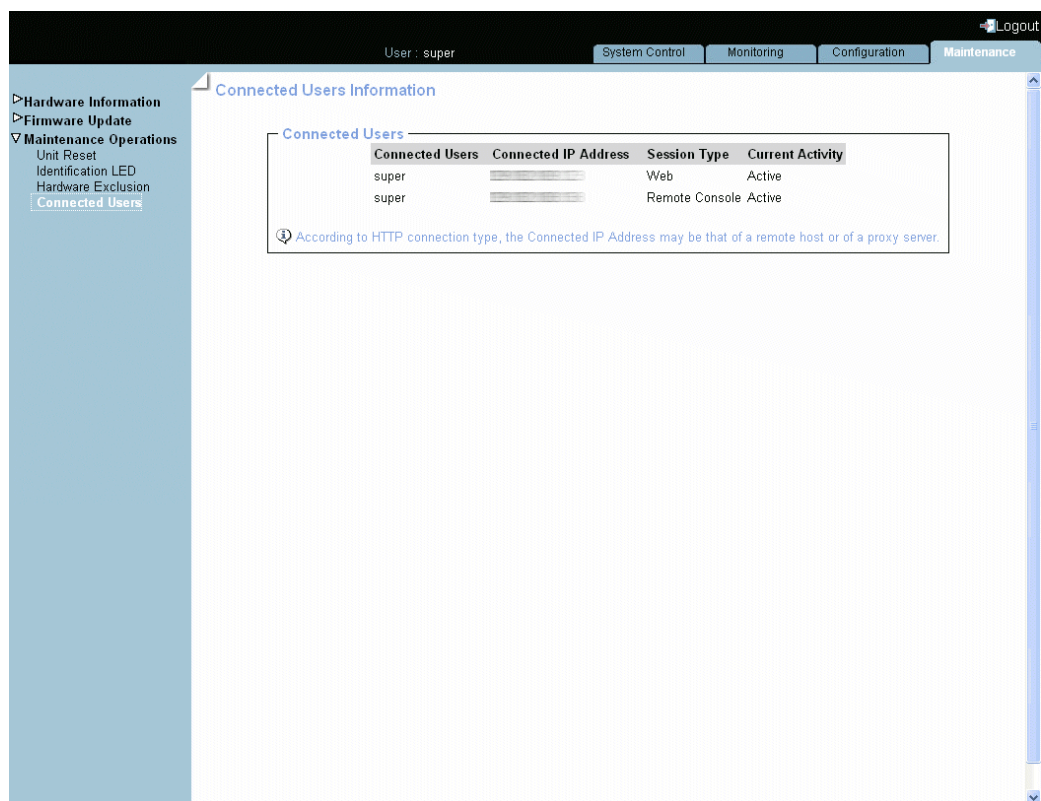 Logout
User : super
System Control Monitoring Configuration Maintenance
Hardware Information
Firmware Update
Maintenance Operations
Unit Reset
Identification LED
Hardware Exclusion
Connected Users
Connected Users Information
Connected Users
Connected Users Connected IP Address Session Type Current Activity
super Web Active
super Remote Console Active
According to HTTP connection type, the Connected IP Address may be that of a remote host or of a proxy server.